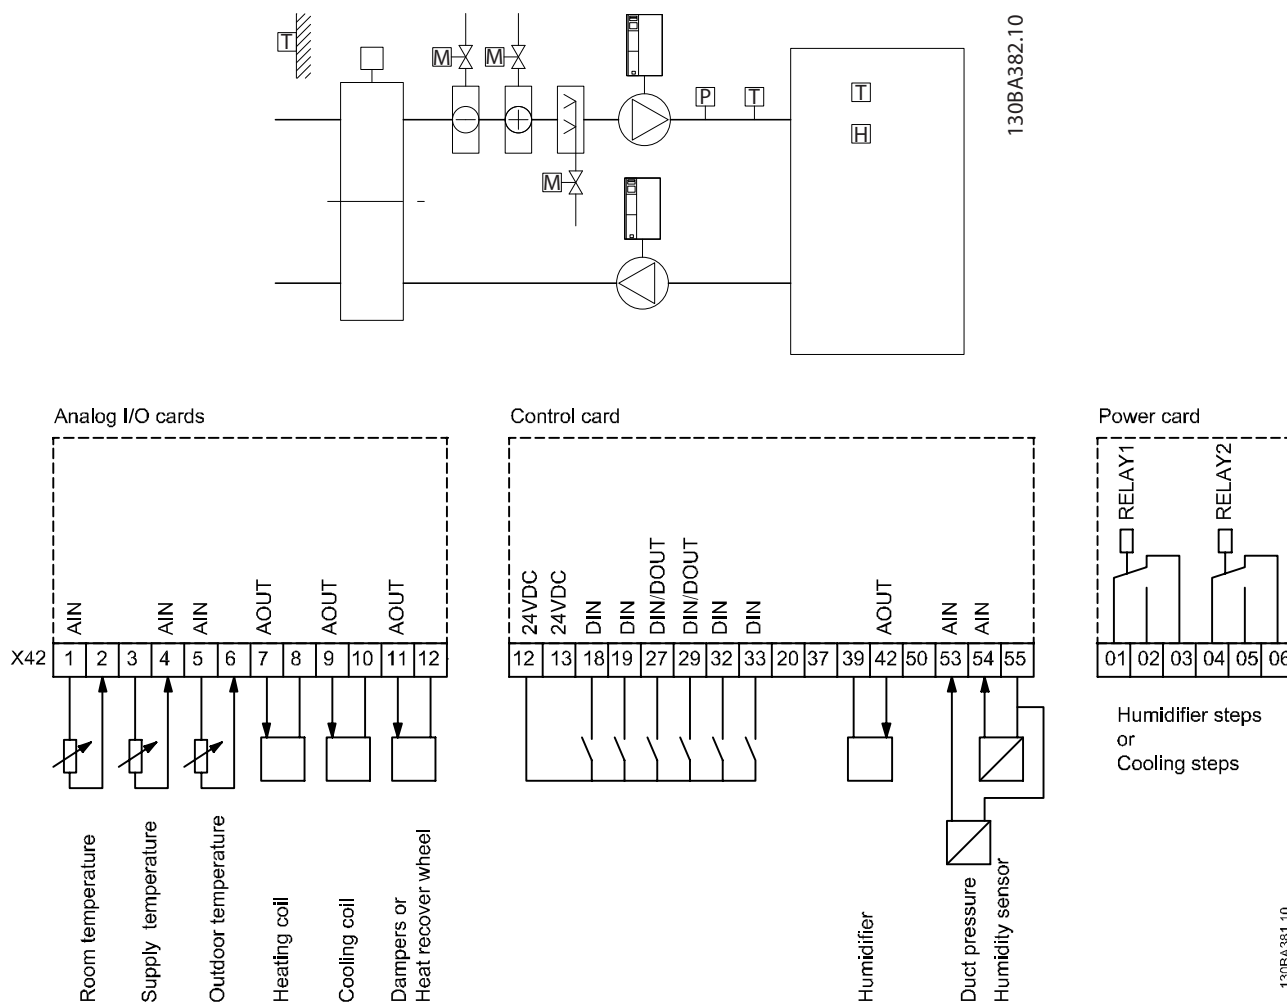 T
M
M
P
T
T
H
M
130BA382.10
Analog I/O cards
Control card
Power card
AIN
AIN
AIN
AOUT
AOUT
AOUT
24VDC
24VDC
DIN
DIN
DIN/DOUT
DIN/DOUT
DIN
DIN
AOUT
AIN
AIN
RELAY1
RELAY2
X42 1 2 3 4 5 6 7 8 9 10 11 12
12 13 18 19 27 29 32 33 20 37 39 42 50 53 54 55
01 02 03 04 05 06
Room temperature
Supply temperature
Outdoor temperature
Heating coil
Cooling coil
Dampers or
Heat recover wheel
Humidifier
Duct pressure
Humidity sensor
Humidifier steps
or
Cooling steps
130BA381.10